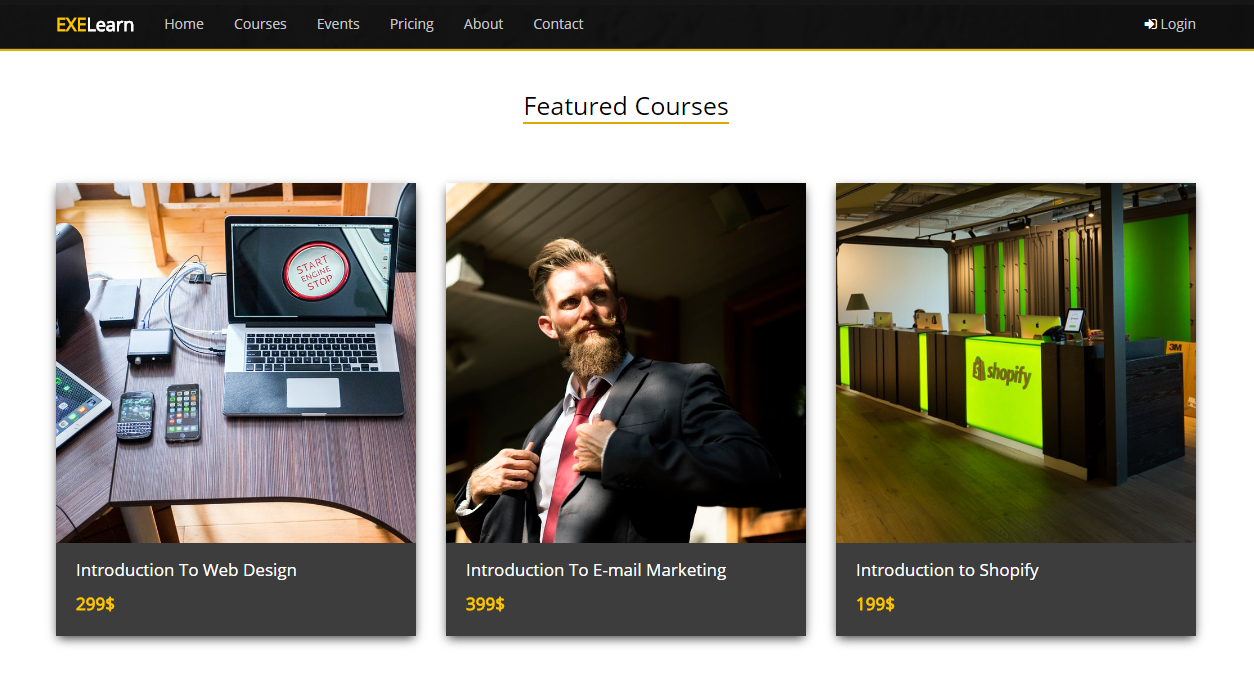 EXELearn Home Courses Events Pricing About Contact Login
Featured Courses
START
ENGINE
STOP
shopify
3M
Introduction To Web Design
299$
Introduction To E-mail Marketing
399$
Introduction to Shopify
199$